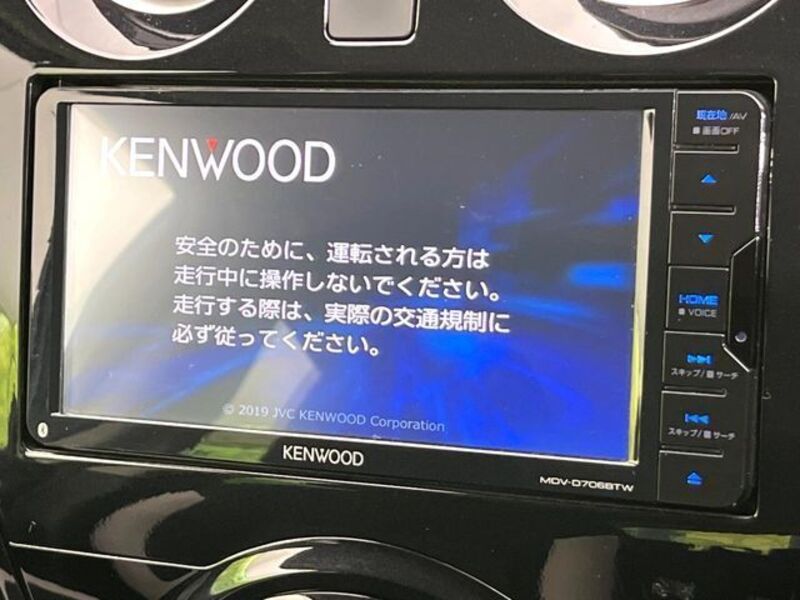 KENWOOD
安全のために、運転される方は
走行中に操作しないでください。
走行する際は、実際の交通規制に
必ず従ってください。
© 2019 JVC KENWOOD Corporation
KENWOOD
MDV-D706BTW
現在地/AV
■ 画面OFF
HOME
■ VOICE
スキップ/■サーチ
スキップ/■サーチ